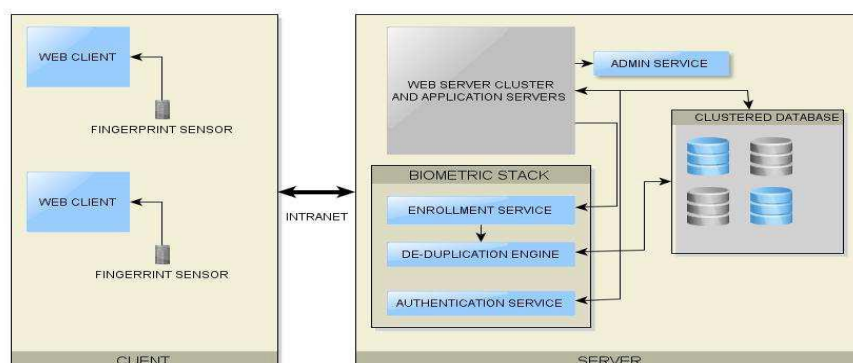 WEB CLIENT
FINGERPRINT SENSOR
WEB CLIENT
FINGERRINT SENSOR
CLIENT
INTRANET
WEB SERVER CLUSTER
AND APPLICATION SERVERS
ADMIN SERVICE
CLUSTERED DATABASE
BIOMETRIC STACK
ENROLLMENT SERVICE
DE-DUPLICATION ENGINE
AUTHENTICATION SERVICE
SERVER